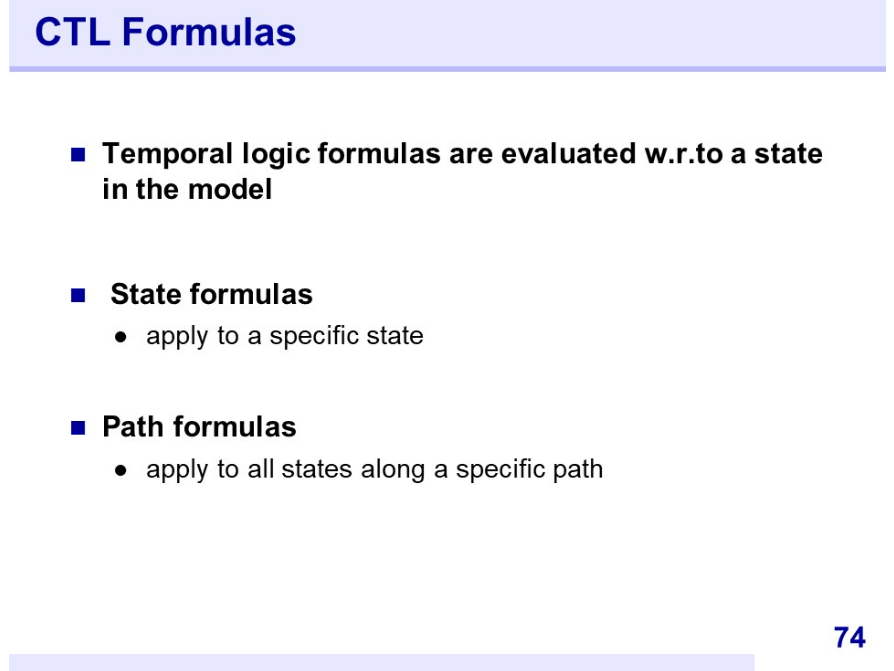 CTL Formulas
Temporal logic formulas are evaluated w.r.to a state
in the model
State formulas
apply to a specific state
Path formulas
apply to all states along a specific path
74